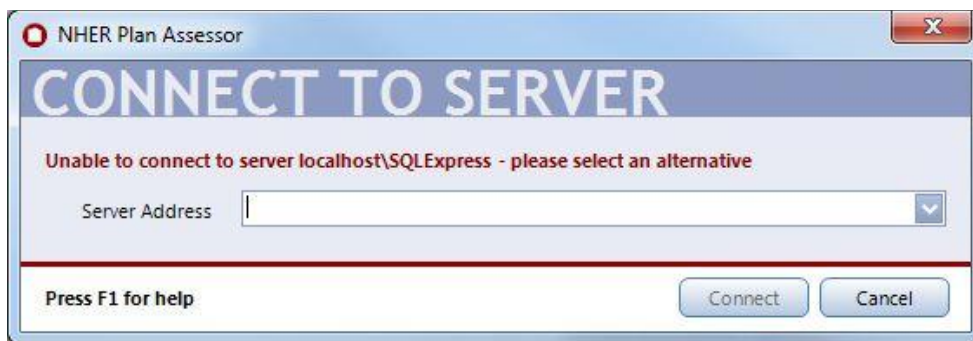 NHER Plan Assessor
CONNECT TO SERVER
Unable to connect to server localhost\SQLExpress - please select an alternative
Server Address
Press F1 for help
Connect
Cancel